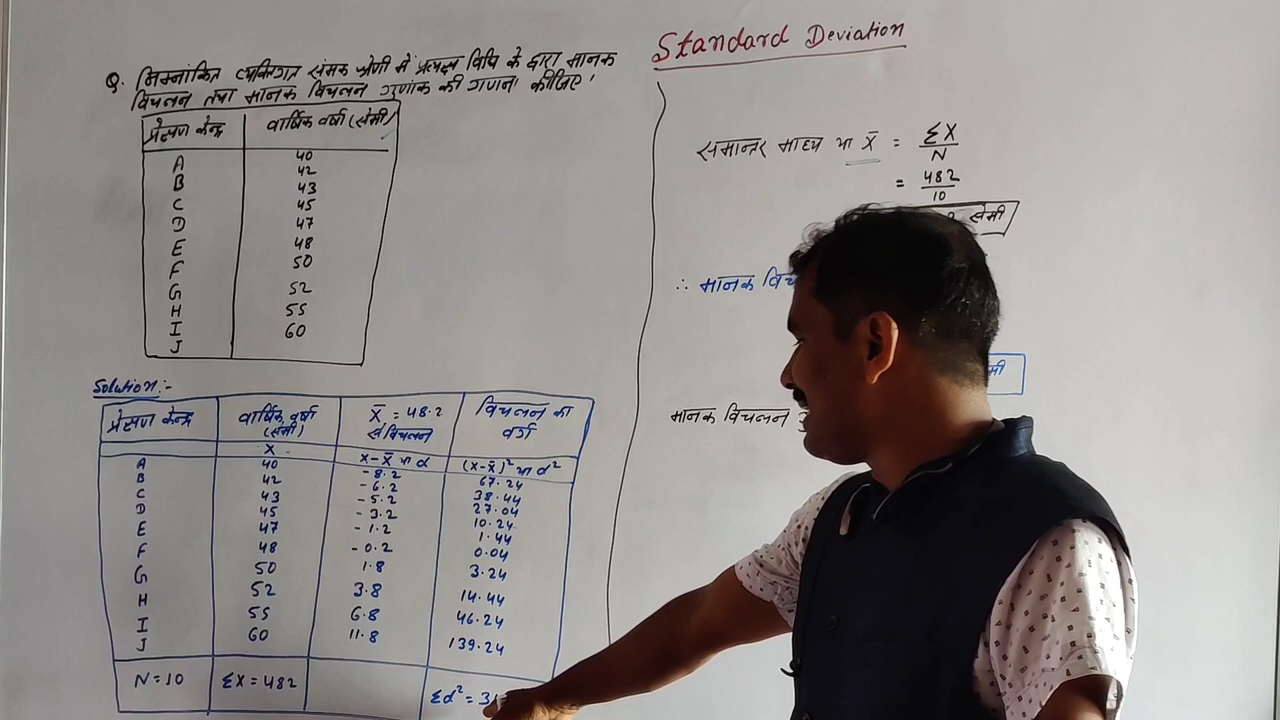 Standard Deviation
Q. निम्नांकित व्यक्तिगत समंक श्रेणी में प्रत्यक्ष विधि के द्वारा मानक
विचलन तथा मानक विचलन गुणांक की गणना कीजिए।
प्रेक्षण केन्द्र वार्षिक वर्षा (सेमी)
A 40
B 42
C 43
D 45
E 47
F 48
G 50
H 52
I 55
J 60
Solution:-
प्रेक्षण केन्द्र वार्षिक वर्षा (सेमी) X̄ = 48.2 से विचलन विचलन का वर्ग
X X-X̄ या d (X-X̄)² या d²
A 40 -8.2 67.24
B 42 -6.2 38.44
C 43 -5.2 27.04
D 45 -3.2 10.24
E 47 -1.2 1.44
F 48 -0.2 0.04
G 50 1.8 3.24
H 52 3.8 14.44
I 55 6.8 46.24
J 60 11.8 139.24
N = 10 ΣX = 482 Σd² =
समान्तर माध्य या X̄ = ΣX/N
= 482/10
सेमी
∴ मानक
मानक विचलन